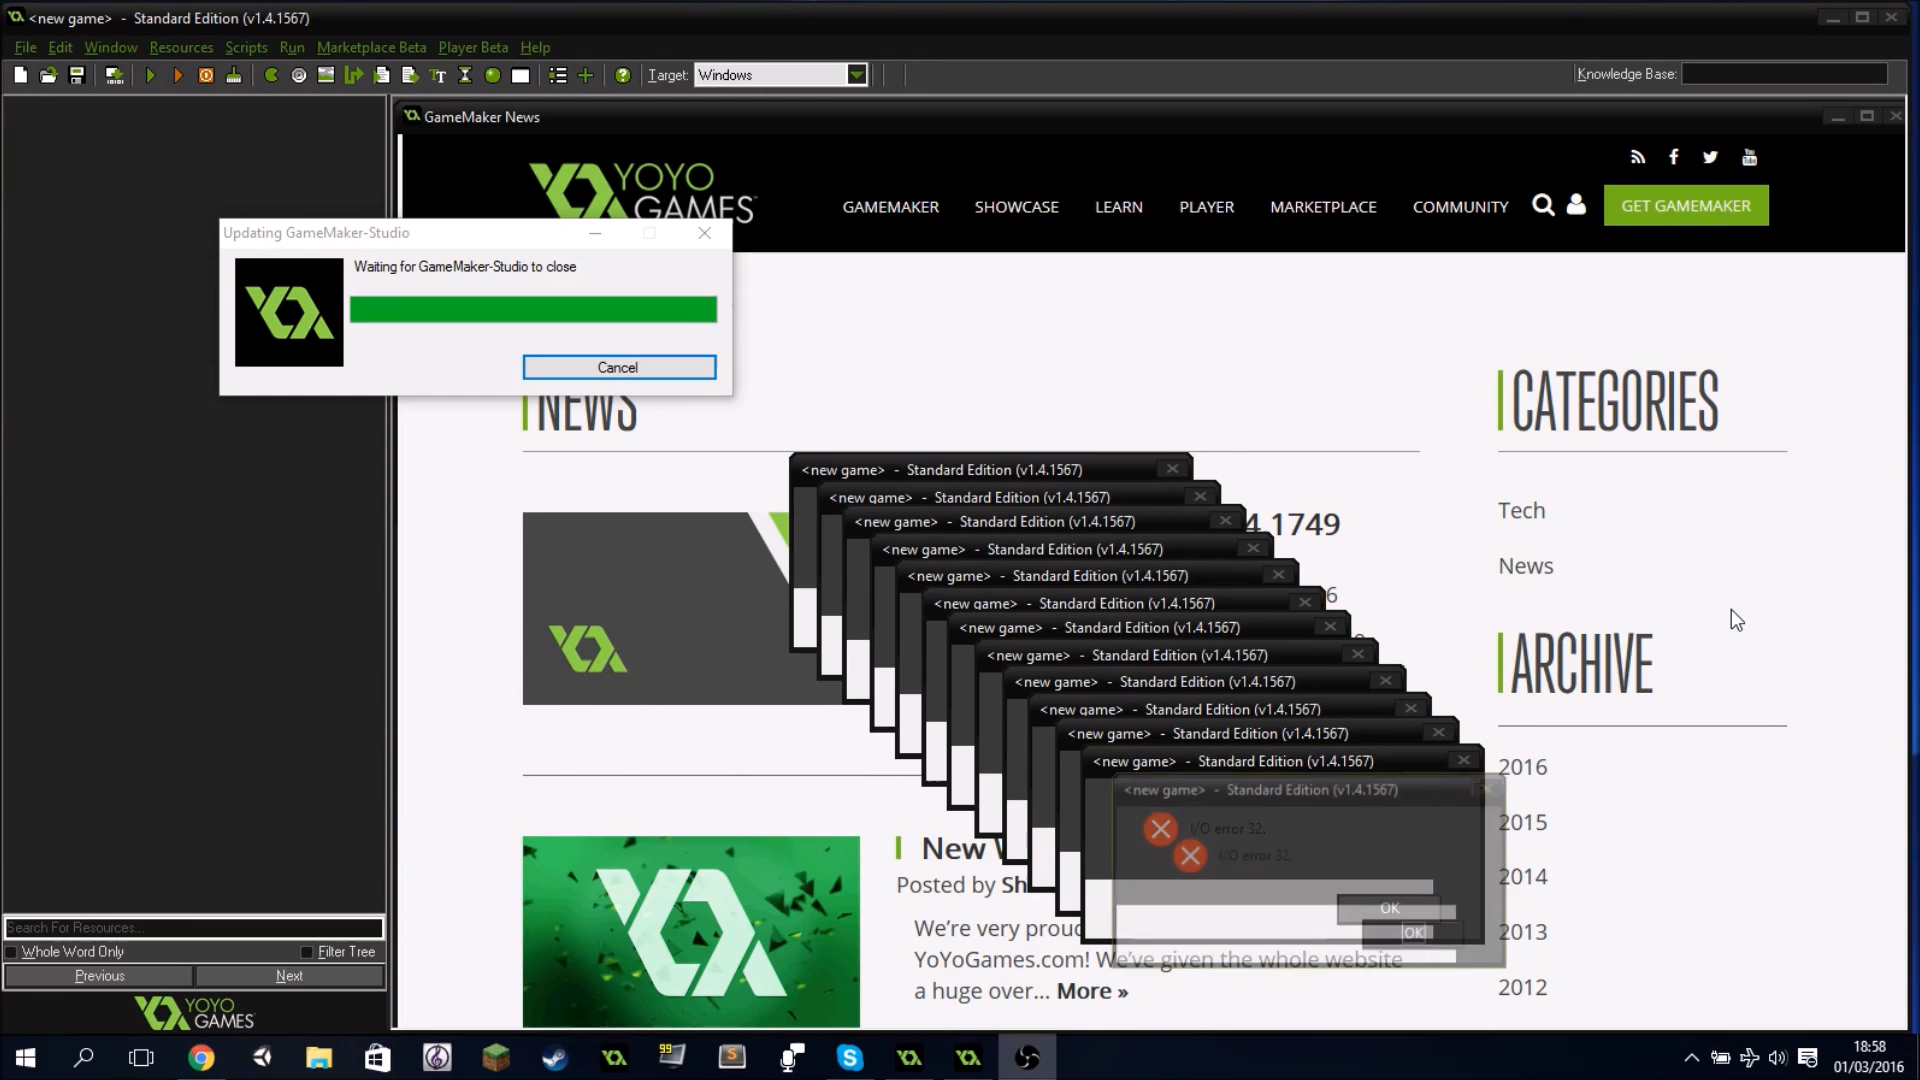 <new game> - Standard Edition (v1.4.1567)
File Edit Window Resources Scripts Run Marketplace Beta Player Beta Help
Target: Windows
Knowledge Base:
GameMaker News
YOYO
GAMES™
GAMEMAKER SHOWCASE LEARN PLAYER MARKETPLACE COMMUNITY GET GAMEMAKER
Updating GameMaker-Studio
Waiting for GameMaker-Studio to close
Cancel
NEWS
CATEGORIES
Tech
News
ARCHIVE
2016
2015
2014
2013
2012
<new game> - Standard Edition (v1.4.1567)
<new game> - Standard Edition (v1.4.1567)
<new game> - Standard Edition (v1.4.1567)
4.1749
<new game> - Standard Edition (v1.4.1567)
<new game> - Standard Edition (v1.4.1567)
<new game> - Standard Edition (v1.4.1567)
6
<new game> - Standard Edition (v1.4.1567)
<new game> - Standard Edition (v1.4.1567)
<new game> - Standard Edition (v1.4.1567)
<new game> - Standard Edition (v1.4.1567)
<new game> - Standard Edition (v1.4.1567)
<new game> - Standard Edition (v1.4.1567)
<new game> - Standard Edition (v1.4.1567)
I/O error 32.
I/O error 32.
OK
OK
New
Posted by Sh
We're very proud
YoYoGames.com! We've given the whole website
a huge over... More »
Search For Resources...
Whole Word Only Filter Tree
Previous Next
YOYO
GAMES
99
18:58
01/03/2016